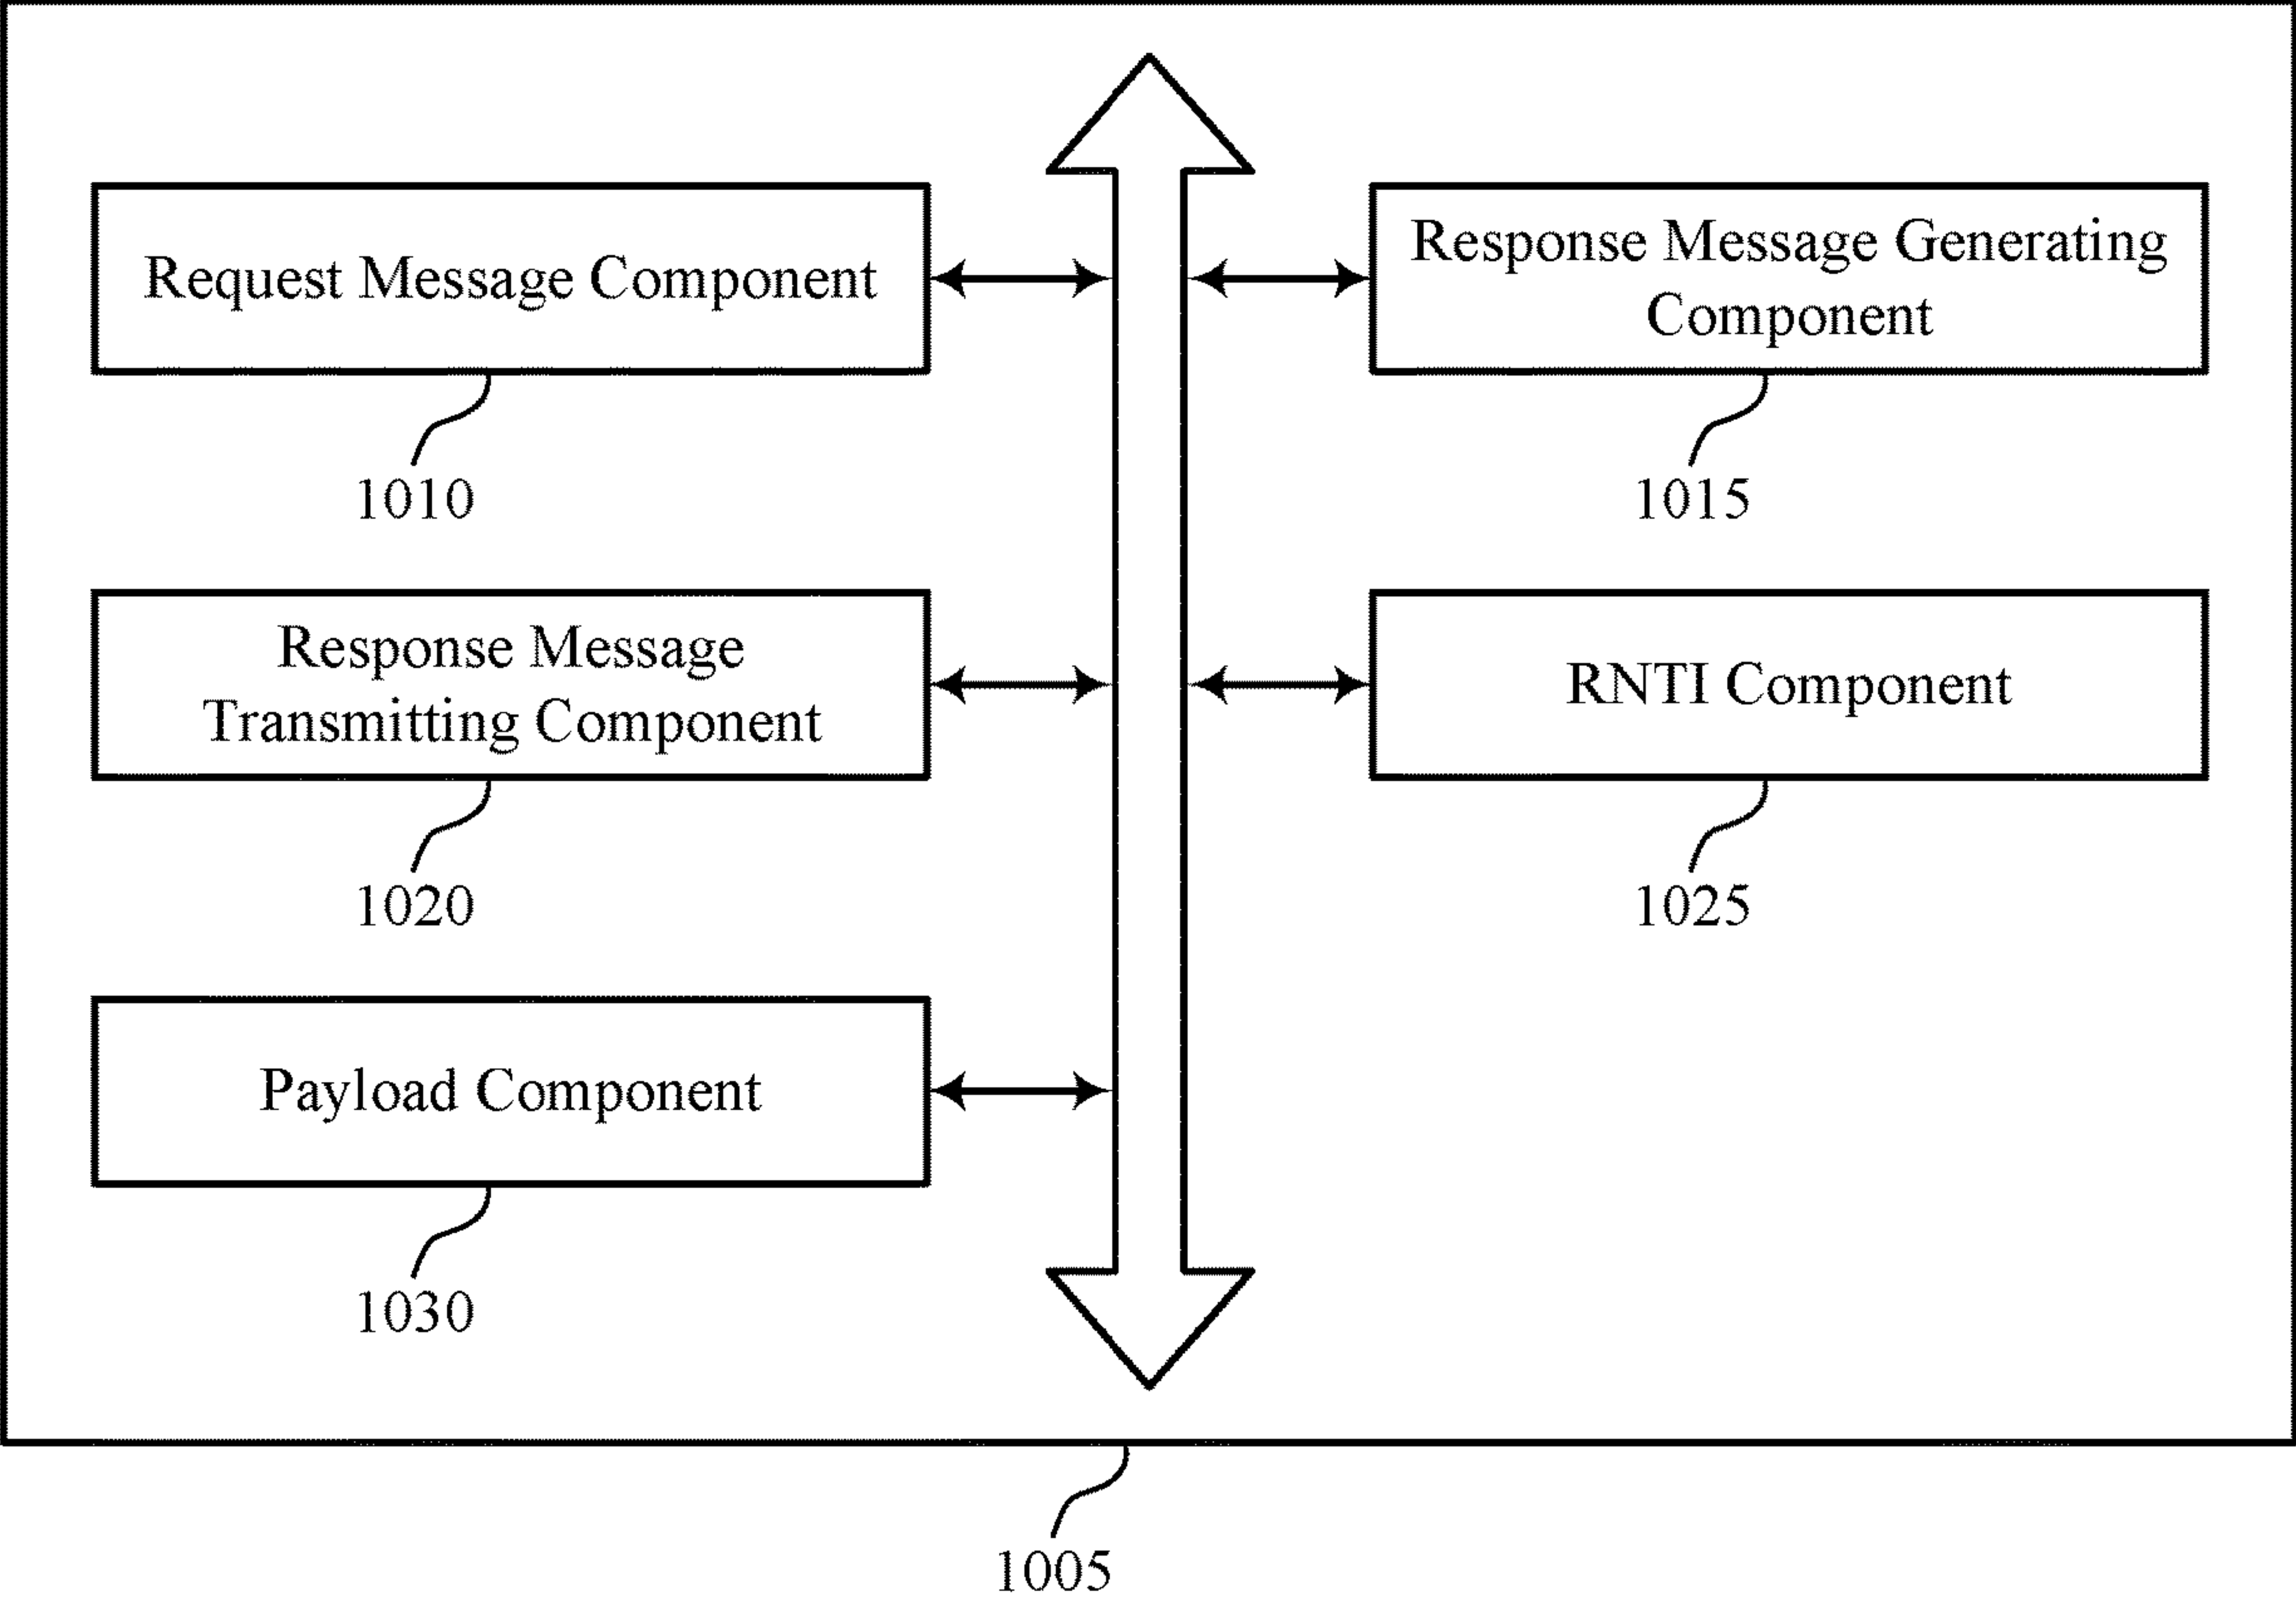 Request Message Component
1010
Response Message Generating
Component
1015
Response Message
Transmitting Component
1020
RNTI Component
1025
Payload Component
1030
1005